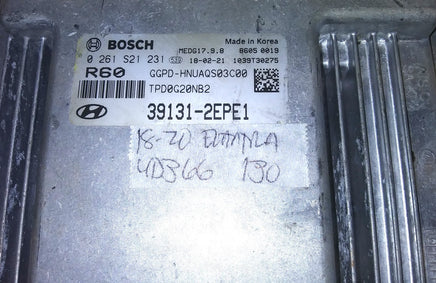 BOSCH MEDG17.9.8 Made in Korea 8605 0019
0 261 S21 231 18-02-21 1039T30275
R60 GGPD-HNUAQS03C00
TPD0G20NB2
39131-2EPE1
18-20 ELANTRA
4D366 130